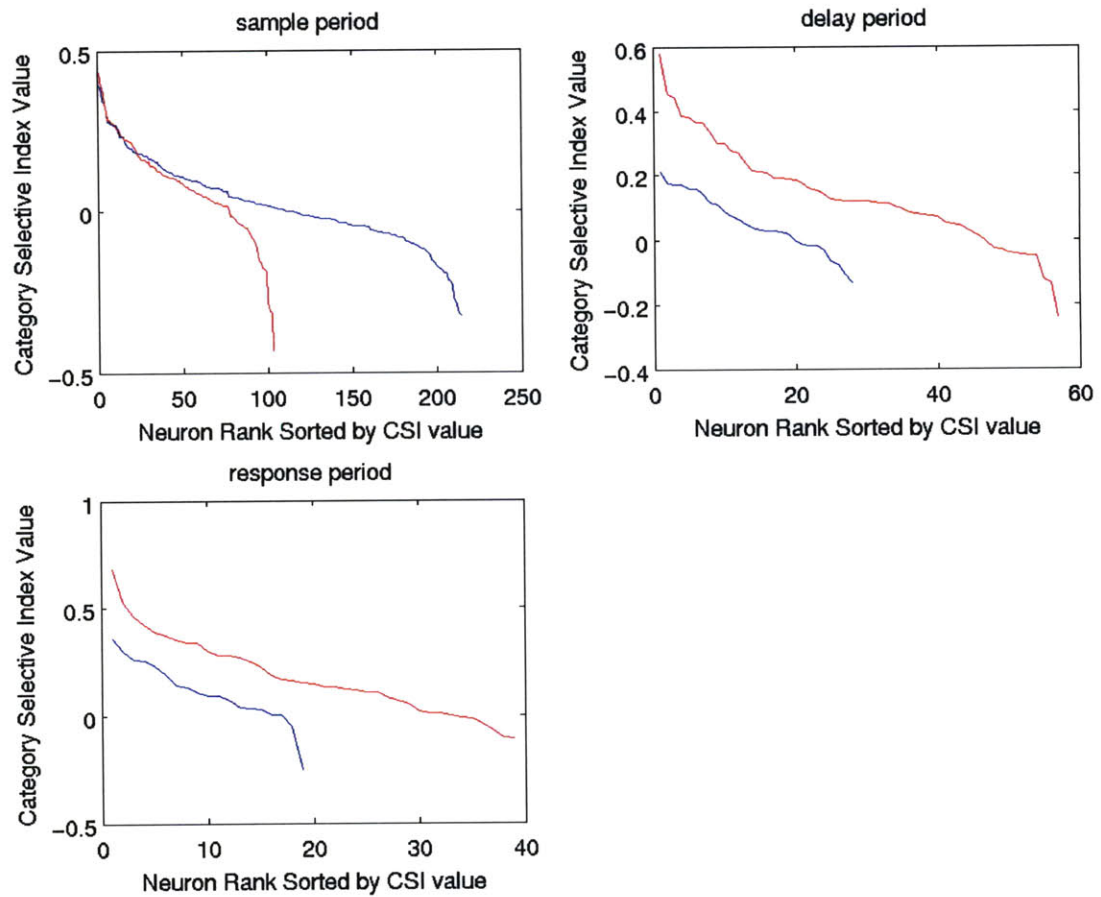 sample period
0.5
0
−0.5
Category Selective Index Value
0 50 100 150 200 250
Neuron Rank Sorted by CSI value
delay period
0.6
0.4
0.2
0
−0.2
−0.4
Category Selective Index Value
0 20 40 60
Neuron Rank Sorted by CSI value
response period
1
0.5
0
−0.5
Category Selective Index Value
0 10 20 30 40
Neuron Rank Sorted by CSI value